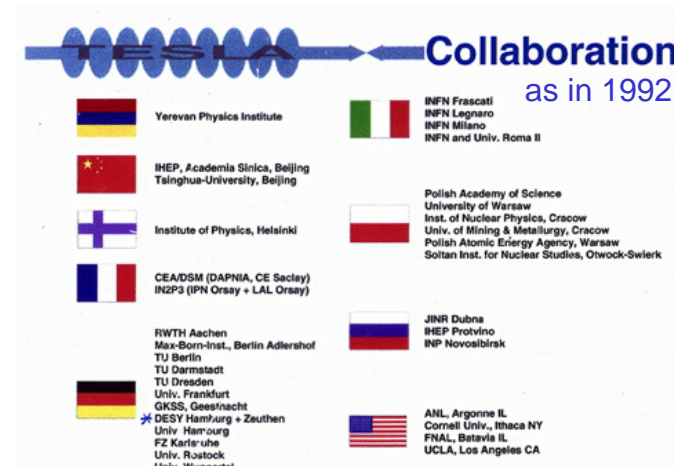 TESLA Collaboration
as in 1992
Yerevan Physics Institute
IHEP, Academia Sinica, Beijing
Tsinghua-University, Beijing
Institute of Physics, Helsinki
CEA/DSM (DAPNIA, CE Saclay)
IN2P3 (IPN Orsay + LAL Orsay)
RWTH Aachen
Max-Born-Inst., Berlin Adlershof
TU Berlin
TU Darmstadt
TU Dresden
Univ. Frankfurt
GKSS, Geesthacht
DESY Hamburg + Zeuthen
Univ Hamburg
FZ Karlsruhe
Univ. Rostock
Univ. Wuppertal
INFN Frascati
INFN Legnaro
INFN Milano
INFN and Univ. Roma II
Polish Academy of Science
University of Warsaw
Inst. of Nuclear Physics, Cracow
Univ. of Mining & Metallurgy, Cracow
Polish Atomic Energy Agency, Warsaw
Soltan Inst. for Nuclear Studies, Otwock-Swierk
JINR Dubna
IHEP Protvino
INP Novosibirsk
ANL, Argonne IL
Cornell Univ., Ithaca NY
FNAL, Batavia IL
UCLA, Los Angeles CA